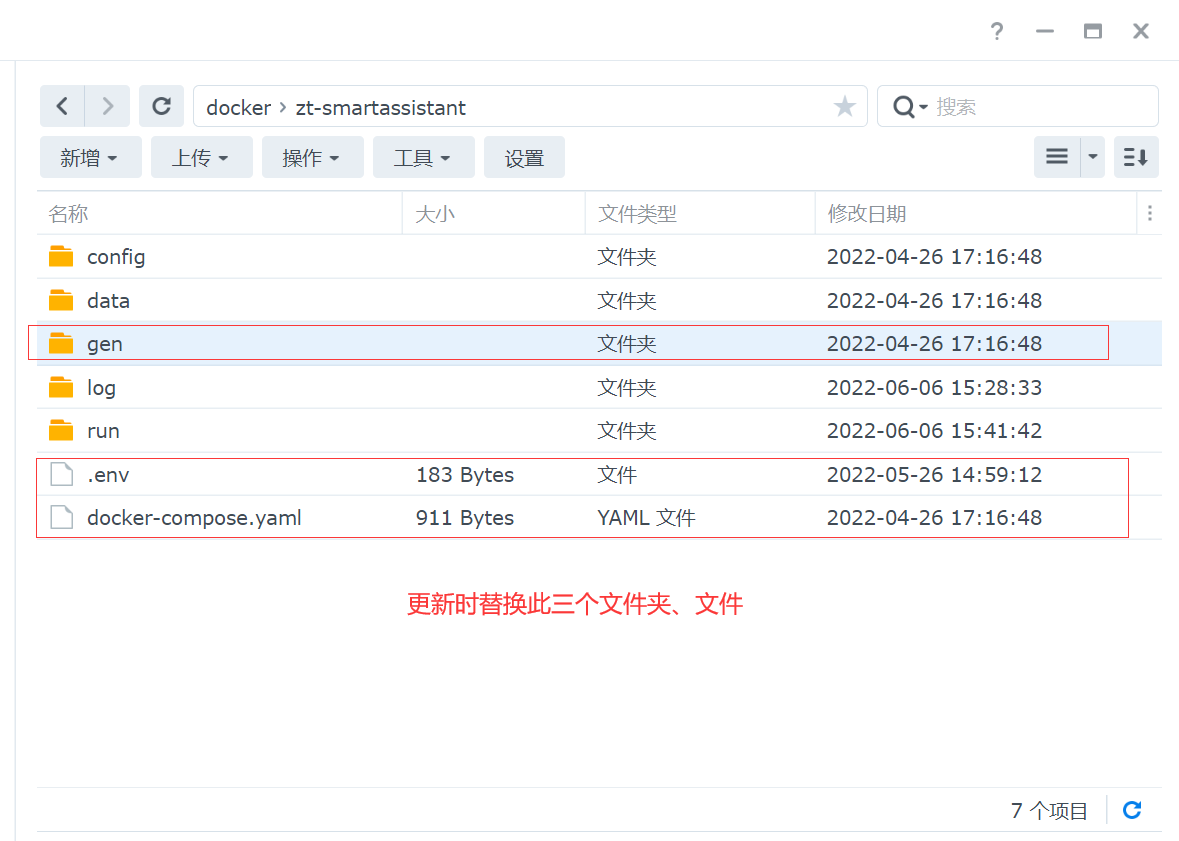 docker › zt-smartassistant
搜索
新增 上传 操作 工具 设置
名称 大小 文件类型 修改日期
config 文件夹 2022-04-26 17:16:48
data 文件夹 2022-04-26 17:16:48
gen 文件夹 2022-04-26 17:16:48
log 文件夹 2022-06-06 15:28:33
run 文件夹 2022-06-06 15:41:42
.env 183 Bytes 文件 2022-05-26 14:59:12
docker-compose.yaml 911 Bytes YAML 文件 2022-04-26 17:16:48
更新时替换此三个文件夹、文件
7 个项目